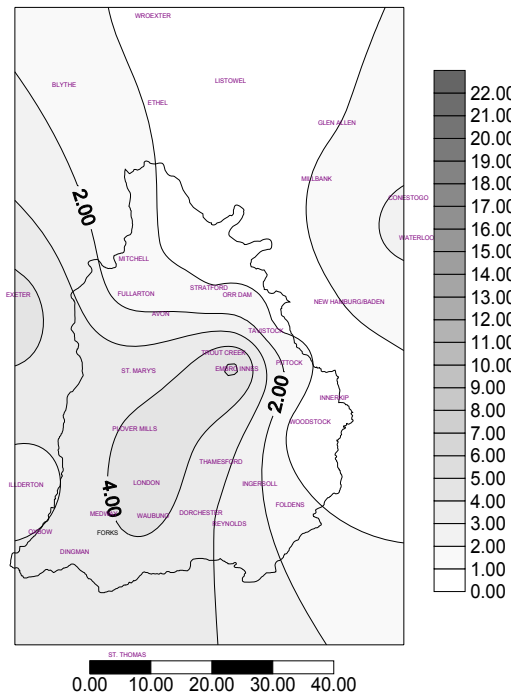 WROEXTER
BLYTHE
LISTOWEL
ETHEL
GLEN ALLEN
MILLBANK
CONESTOGO
2.00
WATERLOO
MITCHELL
EXETER
FULLARTON
STRATFORD
ORR DAM
NEW HAMBURG/BADEN
AVON
TAVISTOCK
TROUT CREEK
PITTOCK
ST. MARY'S
EMBRO INNES
2.00
INNERKIP
WOODSTOCK
PLOVER MILLS
THAMESFORD
ILLDERTON
LONDON
INGERSOLL
4.00
FOLDENS
MEDWAY
WAUBUNG
DORCHESTER
REYNOLDS
OXBOW
FORKS
DINGMAN
ST. THOMAS
0.00 10.00 20.00 30.00 40.00
22.00
21.00
20.00
19.00
18.00
17.00
16.00
15.00
14.00
13.00
12.00
11.00
10.00
9.00
8.00
7.00
6.00
5.00
4.00
3.00
2.00
1.00
0.00